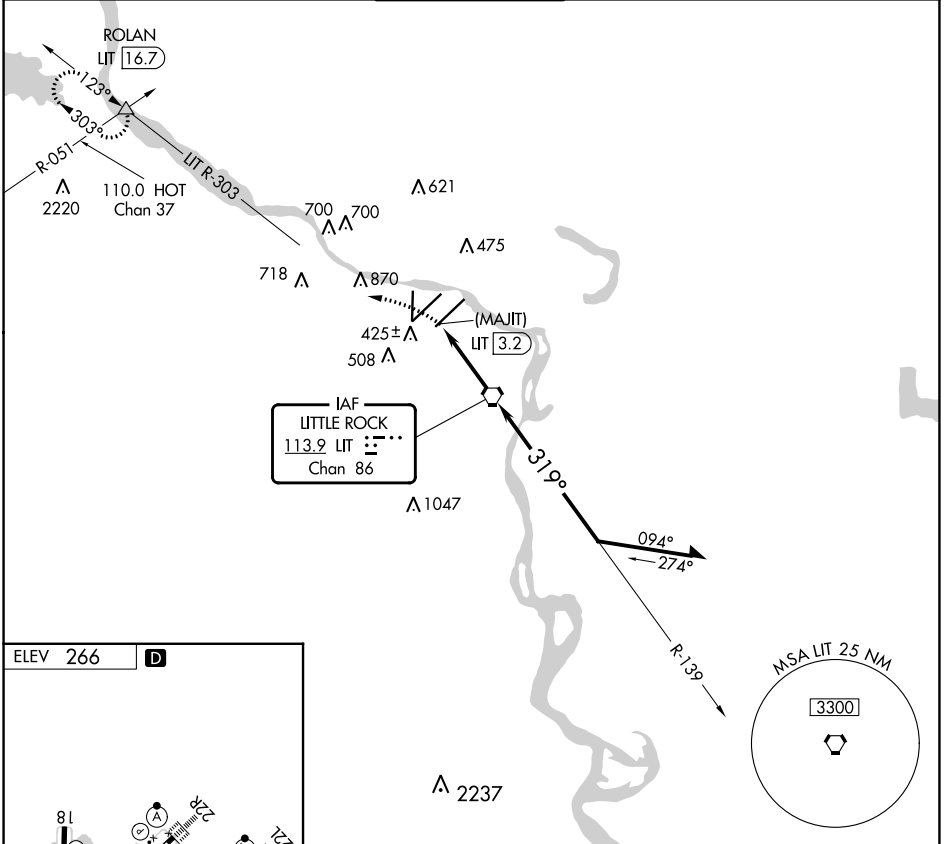 ROLAN
LIT 16.7
123°
303°
R-051
LIT R-303
110.0 HOT
Chan 37
2220
621
700
700
475
718
870
(MAJIT)
LIT 3.2
425±
508
IAF
LITTLE ROCK
113.9 LIT
Chan 86
1047
319°
094°
274°
R-139
MSA LIT 25 NM
3300
2237
ELEV 266 D
18
A
P
22R
22L